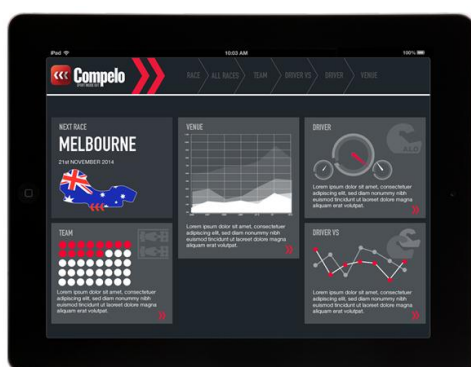 iPad
10:03 AM
100%
Compelo
RACE
ALL RACES
TEAM
DRIVER VS
DRIVER
VENUE
NEXT RACE
MELBOURNE
21st NOVEMBER 2014
VENUE
Lorem ipsum dolor sit amet, consectetuer
adipiscing elit, sed diam nonummy nibh
euismod tincidunt ut laoreet dolore magna
aliquam erat volutpat.
DRIVER
ALO
Lorem ipsum dolor sit amet, consectetuer
adipiscing elit, sed diam nonummy nibh
euismod tincidunt ut laoreet dolore magna
aliquam erat volutpat.
TEAM
Lorem ipsum dolor sit amet, consectetuer
adipiscing elit, sed diam nonummy nibh
euismod tincidunt ut laoreet dolore magna
aliquam erat volutpat.
DRIVER VS
Lorem ipsum dolor sit amet, consectetuer
adipiscing elit, sed diam nonummy nibh
euismod tincidunt ut laoreet dolore magna
aliquam erat volutpat.